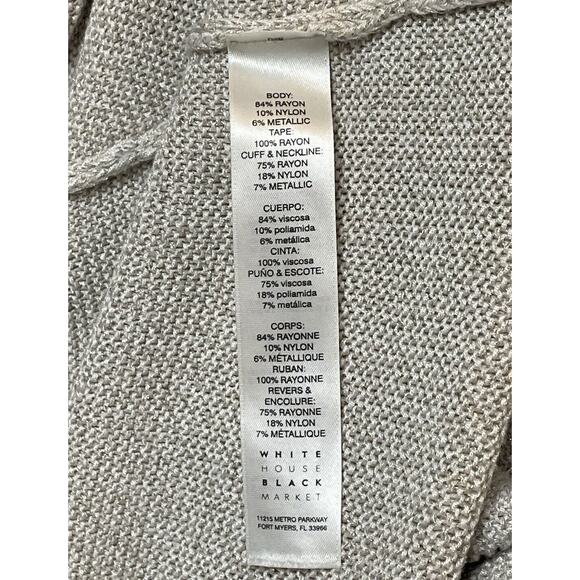 BODY:
84% RAYON
10% NYLON
6% METALLIC
TAPE:
100% RAYON
CUFF & NECKLINE:
75% RAYON
18% NYLON
7% METALLIC
CUERPO:
84% viscosa
10% poliamida
6% metálica
CINTA:
100% viscosa
PUÑO & ESCOTE:
75% viscosa
18% poliamida
7% metálica
CORPS:
84% RAYONNE
10% NYLON
6% MÉTALLIQUE
RUBAN:
100% RAYONNE
REVERS &
ENCOLURE:
75% RAYONNE
18% NYLON
7% MÉTALLIQUE
WHITE
HOUSE
BLACK
MARKET
11215 METRO PARKWAY
FORT MYERS, FL 33966